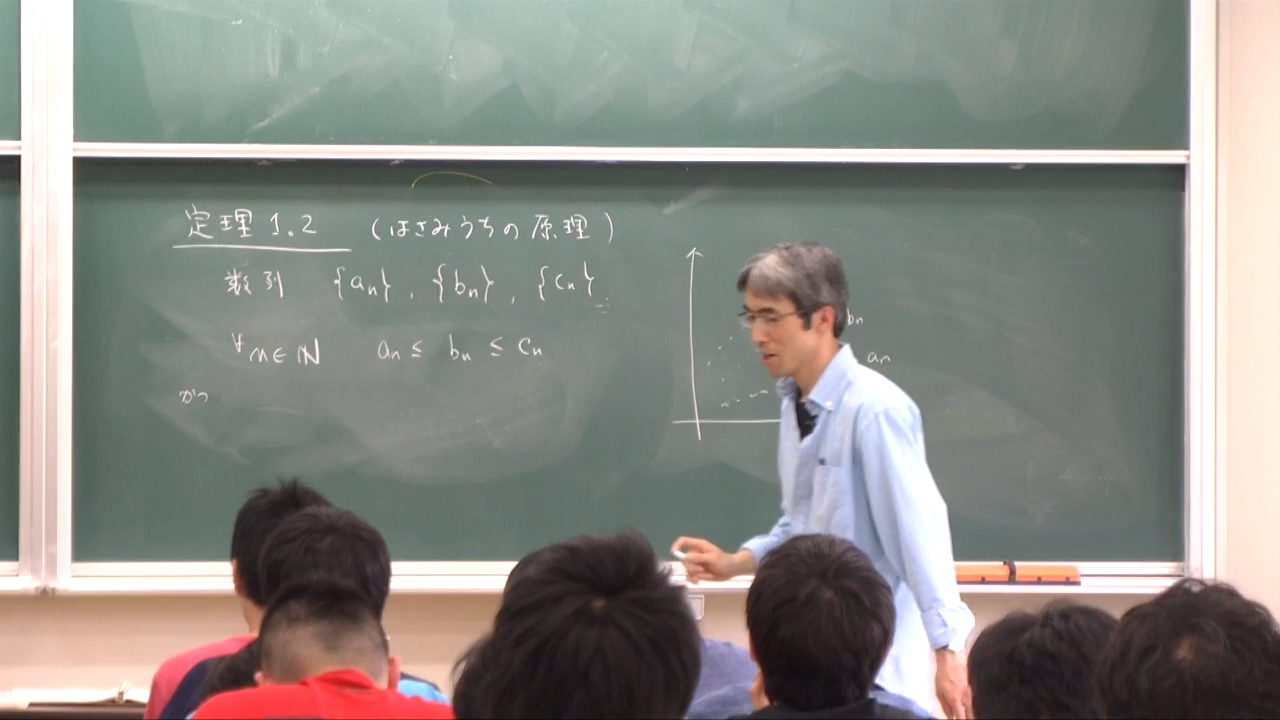 定理 1.2 (はさみうちの原理)
数列 {an}, {bn}, {cn}
∀n∈ℕ an ≤ bn ≤ cn
かつ
bn
an